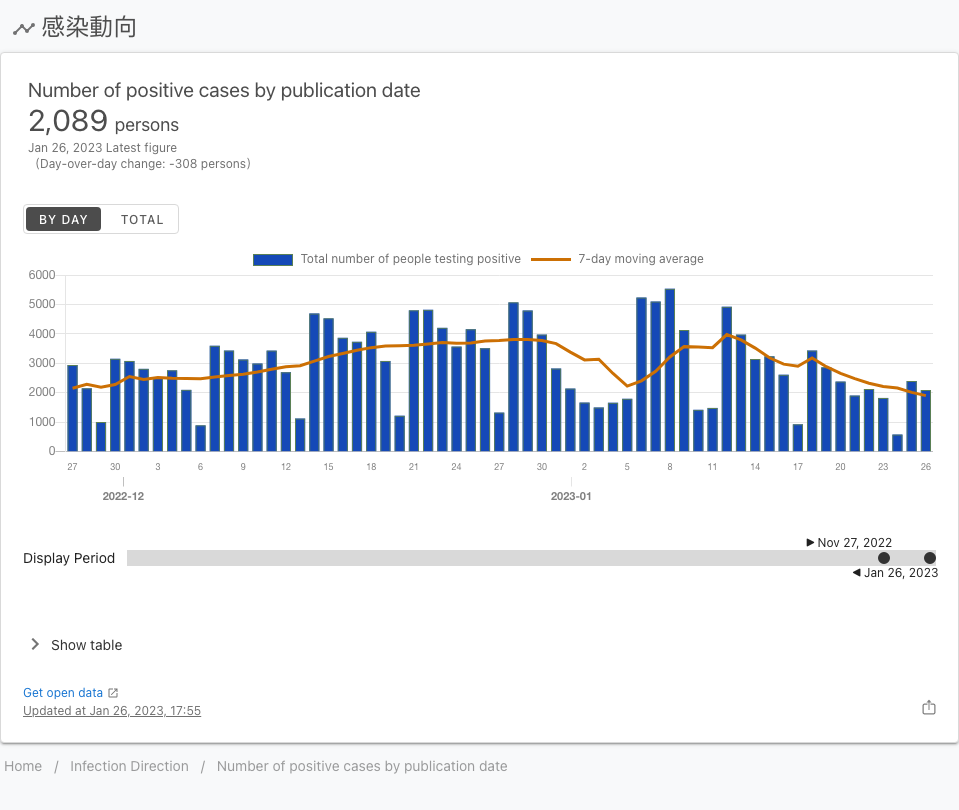 感染動向
Number of positive cases by publication date
2,089 persons
Jan 26, 2023 Latest figure
(Day-over-day change: -308 persons)
BY DAY TOTAL
Total number of people testing positive 7-day moving average
6000
5000
4000
3000
2000
1000
0
27 30 3 6 9 12 15 18 21 24 27 30 2 5 8 11 14 17 20 23 26
2022-12 2023-01
Nov 27, 2022
Display Period
Jan 26, 2023
Show table
Get open data
Updated at Jan 26, 2023, 17:55
Home / Infection Direction / Number of positive cases by publication date